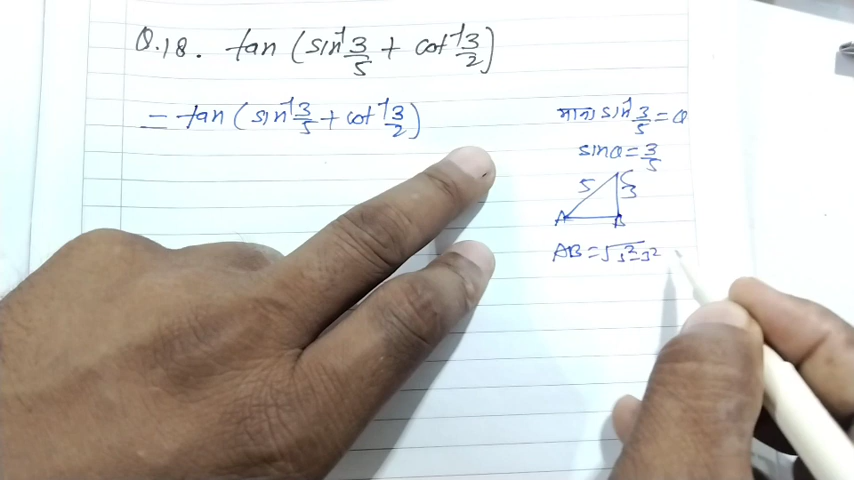 Q.18. tan (sin⁻¹ 3/5 + cot⁻¹ 3/2)
= tan (sin⁻¹ 3/5 + cot⁻¹ 3/2)
माना sin⁻¹ 3/5 = θ
sinθ = 3/5
5 C 3
A B
AB = √5²-3²